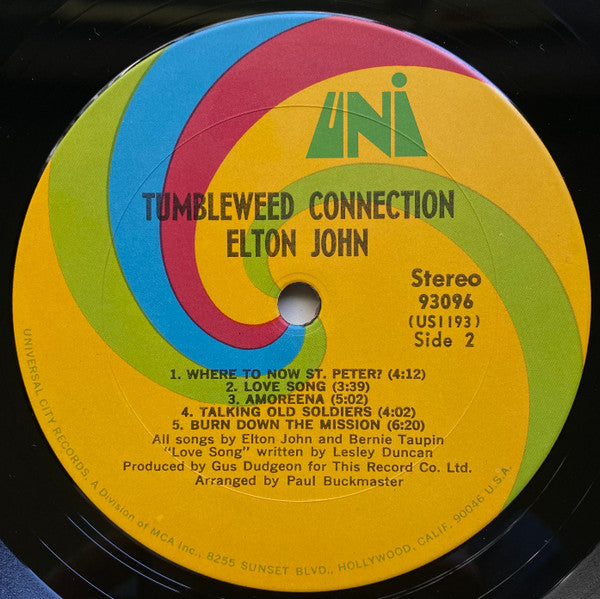 UNI
TUMBLEWEED CONNECTION
ELTON JOHN
Stereo
93096
(US1193)
Side 2
1. WHERE TO NOW ST. PETER? (4:12)
2. LOVE SONG (3:39)
3. AMOREENA (5:02)
4. TALKING OLD SOLDIERS (4:02)
5. BURN DOWN THE MISSION (6:20)
All songs by Elton John and Bernie Taupin
"Love Song" written by Lesley Duncan
Produced by Gus Dudgeon for This Record Co. Ltd.
Arranged by Paul Buckmaster
UNIVERSAL CITY RECORDS, A Division of MCA Inc., 8255 SUNSET BLVD., HOLLYWOOD, CALIF. 90046 U.S.A.